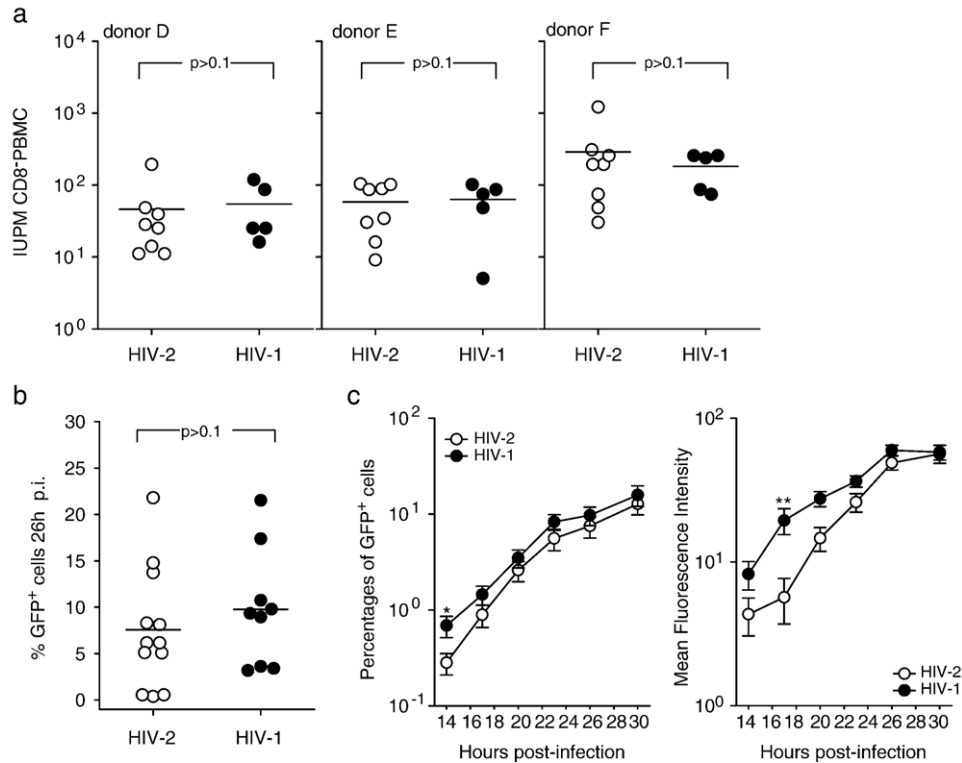 a
donor D
donor E
donor F
p>0.1
p>0.1
p>0.1
IUPM CD8⁻PBMC
10⁴
10³
10²
10¹
10⁰
HIV-2
HIV-1
HIV-2
HIV-1
HIV-2
HIV-1
b
p>0.1
% GFP⁺ cells 26h p.i.
30
25
20
15
10
5
0
HIV-2
HIV-1
c
HIV-2
HIV-1
Percentages of GFP⁺ cells
10²
10¹
10⁰
10⁻¹
*
14 16 18 20 22 24 26 28 30
Hours post-infection
Mean Fluorescence Intensity
10²
10¹
10⁰
**
HIV-2
HIV-1
14 16 18 20 22 24 26 28 30
Hours post-infection